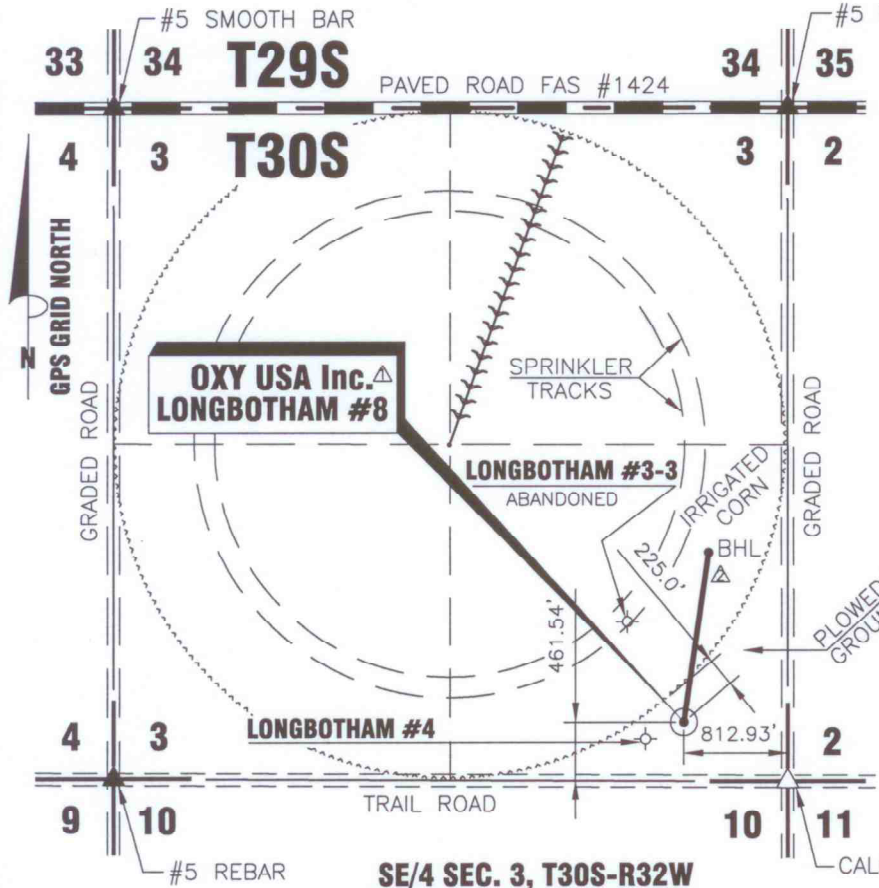 #5 SMOOTH BAR
#5
33 34 T29S 34 35
PAVED ROAD FAS #1424
4 3 T30S 3 2
GPS GRID NORTH
N
OXY USA Inc. 1
LONGBOTHAM #8
SPRINKLER
TRACKS
GRADED ROAD
GRADED ROAD
LONGBOTHAM #3-3
ABANDONED
IRRIGATED
CORN
BHL
2
225.0'
PLOWED
461.54'
LONGBOTHAM #4
812.93'
4 3 2
TRAIL ROAD
9 10 10 11
#5 REBAR
SE/4 SEC. 3, T30S-R32W